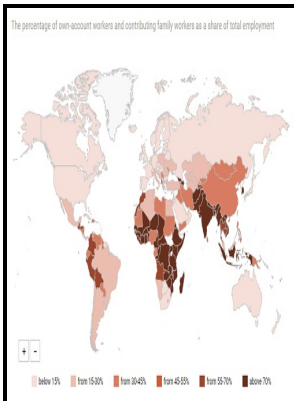 The percentage of own-account workers and contributing family workers as a share of total employment
+ -
below 15% from 15-30% from 30-45% from 45-55% from 55-70% above 70%